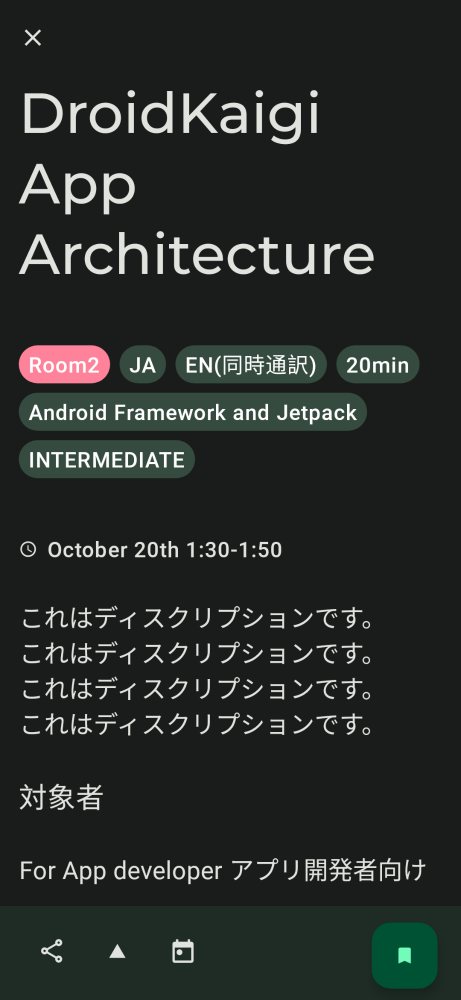 DroidKaigi
App
Architecture
Room2 JA EN(同時通訳) 20min
Android Framework and Jetpack
INTERMEDIATE
October 20th 1:30-1:50
これはディスクリプションです。
これはディスクリプションです。
これはディスクリプションです。
これはディスクリプションです。
対象者
For App developer アプリ開発者向け